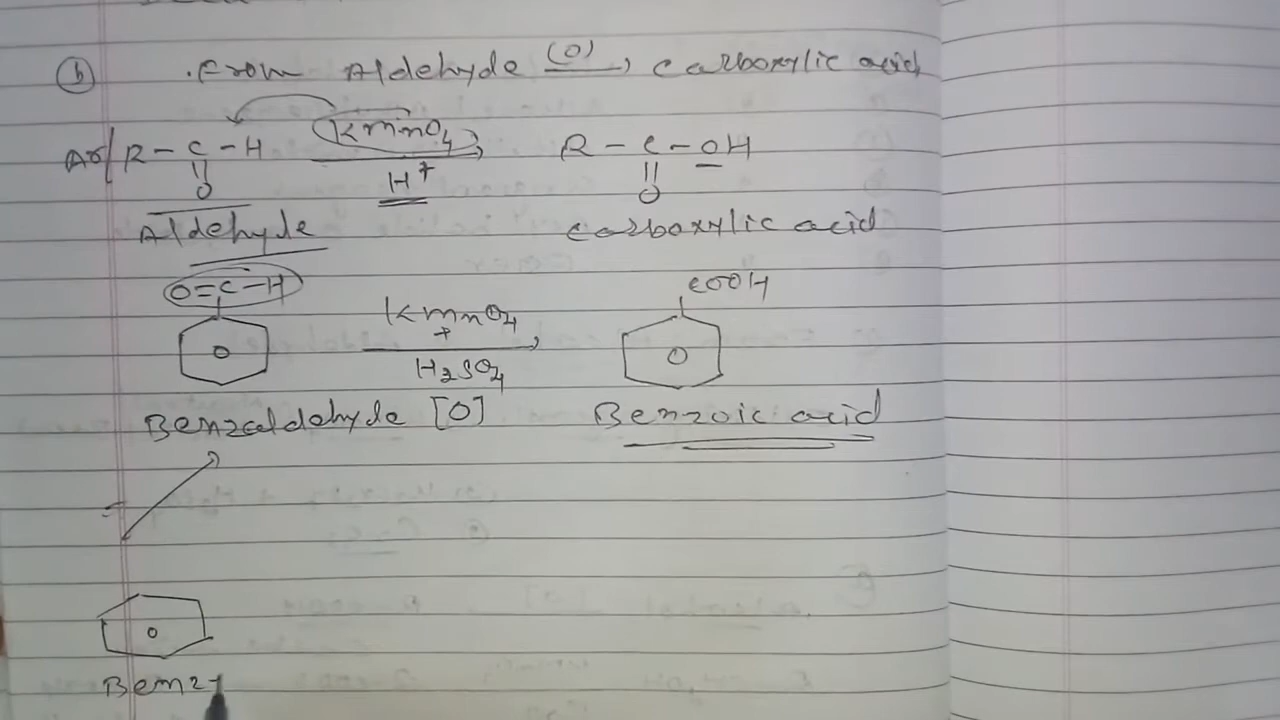 (b) From Aldehyde (O) carboxylic acid
Ar/R-C-H KMnO4 R-C-OH
O H+ O
Aldehyde carboxylic acid
O=C-H COOH
KMnO4
+
H2SO4
Benzaldehyde [O] Benzoic acid
Benz